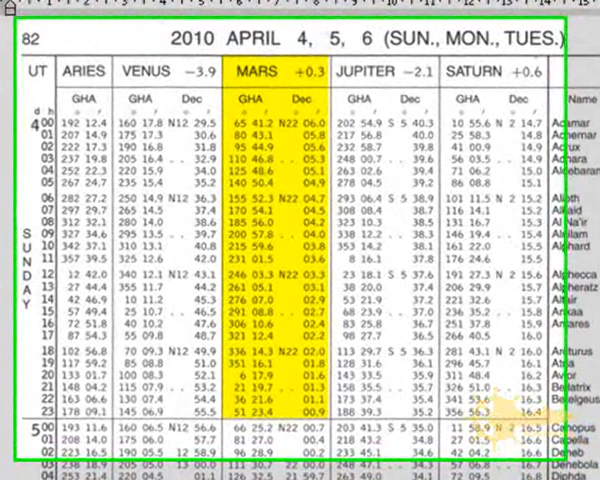 82 2010 APRIL 4, 5, 6 (SUN., MON., TUES.)
UT ARIES VENUS −3.9 MARS +0.3 JUPITER −2.1 SATURN +0.6
GHA GHA Dec GHA Dec GHA Dec GHA Dec Name
d h
4 00 192 12.4 160 17.8 N12 29.5 65 41.2 N22 06.0 202 54.9 S 5 40.3 10 55.6 N 2 14.7 Acamar
01 207 14.9 175 17.3 30.6 80 43.1 05.8 217 56.8 40.0 25 58.3 14.8 Achernar
02 222 17.3 190 16.8 31.8 95 44.9 05.6 232 58.7 39.8 41 00.9 14.9 Acrux
03 237 19.8 205 16.4 . . 32.9 110 46.8 . . 05.3 248 00.7 . . 39.6 56 03.5 . . 14.9 Adhara
04 252 22.3 220 15.9 34.0 125 48.6 05.1 263 02.6 39.4 71 06.2 15.0 Aldebaran
05 267 24.7 235 15.4 35.2 140 50.4 04.9 278 04.5 39.2 86 08.8 15.1
06 282 27.2 250 14.9 N12 36.3 155 52.3 N22 04.7 293 06.4 S 5 38.9 101 11.5 N 2 15.2 Alioth
07 297 29.7 265 14.5 37.4 170 54.1 04.5 308 08.4 38.7 116 14.1 15.2 Alkaid
08 312 32.1 280 14.0 38.6 185 56.0 04.2 323 10.3 38.5 131 16.7 15.3 Al Na'ir
09 327 34.6 295 13.5 . . 39.7 200 57.8 . . 04.0 338 12.2 . . 38.3 146 19.4 . . 15.4 Alnilam
10 342 37.1 310 13.1 40.8 215 59.6 03.8 353 14.2 38.1 161 22.0 15.5 Alphard
11 357 39.5 325 12.6 42.0 231 01.5 03.6 8 16.1 37.8 176 24.6 15.5
12 12 42.0 340 12.1 N12 43.1 246 03.3 N22 03.3 23 18.1 S 5 37.6 191 27.3 N 2 15.6 Alphecca
13 27 44.4 355 11.7 44.2 261 05.1 03.1 38 20.0 37.4 206 29.9 15.7 Alpheratz
14 42 46.9 10 11.2 45.3 276 07.0 02.9 53 21.9 37.2 221 32.6 15.7 Altair
15 57 49.4 25 10.7 . . 46.5 291 08.8 . . 02.7 68 23.9 . . 37.0 236 35.2 . . 15.8 Ankaa
16 72 51.8 40 10.2 47.6 306 10.6 02.4 83 25.8 36.7 251 37.8 15.9 Antares
17 87 54.3 55 09.8 48.7 321 12.4 02.2 98 27.7 36.5 266 40.5 16.0
18 102 56.8 70 09.3 N12 49.9 336 14.3 N22 02.0 113 29.7 S 5 36.3 281 43.1 N 2 16.0 Arcturus
19 117 59.2 85 08.8 51.0 351 16.1 01.8 128 31.6 36.1 296 45.7 16.1 Atria
20 133 01.7 100 08.3 52.1 6 17.9 01.6 143 33.5 35.9 311 48.4 16.2 Avior
21 148 04.2 115 07.9 . . 53.2 21 19.7 . . 01.3 158 35.5 . . 35.7 326 51.0 . . 16.3 Bellatrix
22 163 06.6 130 07.4 54.4 36 21.6 01.1 173 37.4 35.4 341 16.3 Betelgeuse
23 178 09.1 145 06.9 55.5 51 23.4 00.9 188 39.3 35.2 356 16.4
SUNDAY
5 00 193 11.6 160 06.5 N12 56.6 66 25.2 N22 00.7 203 41.3 S 5 35.0 11 N 2 16.5 Canopus
01 208 14.0 175 06.0 57.7 81 27.0 00.4 218 43.2 34.8 27 01.5 16.6 Capella
02 223 16.5 190 05.5 12 58.9 96 28.9 00.2 233 45.1 34.6 42 04.2 16.6 Deneb
03 238 18.9 205 05.0 13 00.0 111 30.7 22 00.0 248 47.1 34.3 57 06.8 16.7 Denebola
04 253 21.4 220 04.5 01.1 126 32.5 21 59.7 263 49.0 34.1 72 09.5 16.8